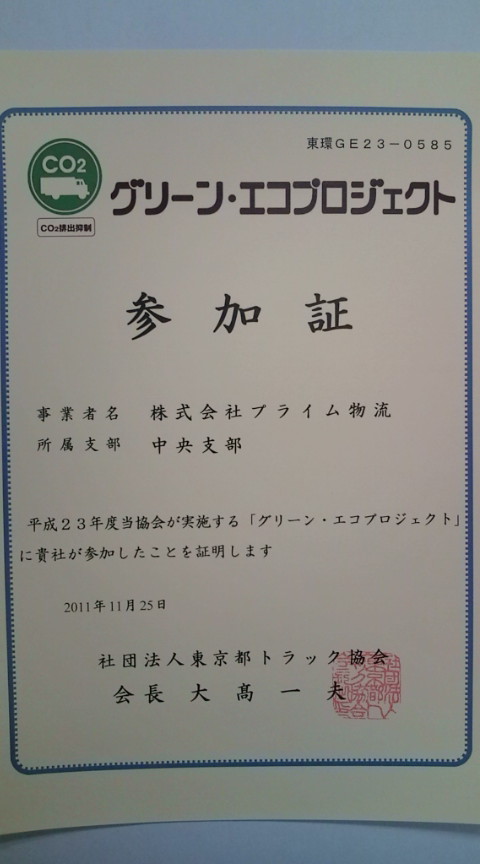 東環GE23-0585
CO2
CO2排出抑制
グリーン・エコプロジェクト
参加証
事業者名 株式会社プライム物流
所属支部 中央支部
平成23年度当協会が実施する「グリーン・エコプロジェクト」
に貴社が参加したことを証明します
2011年11月25日
社団法人東京都トラック協会
会長 大髙一夫